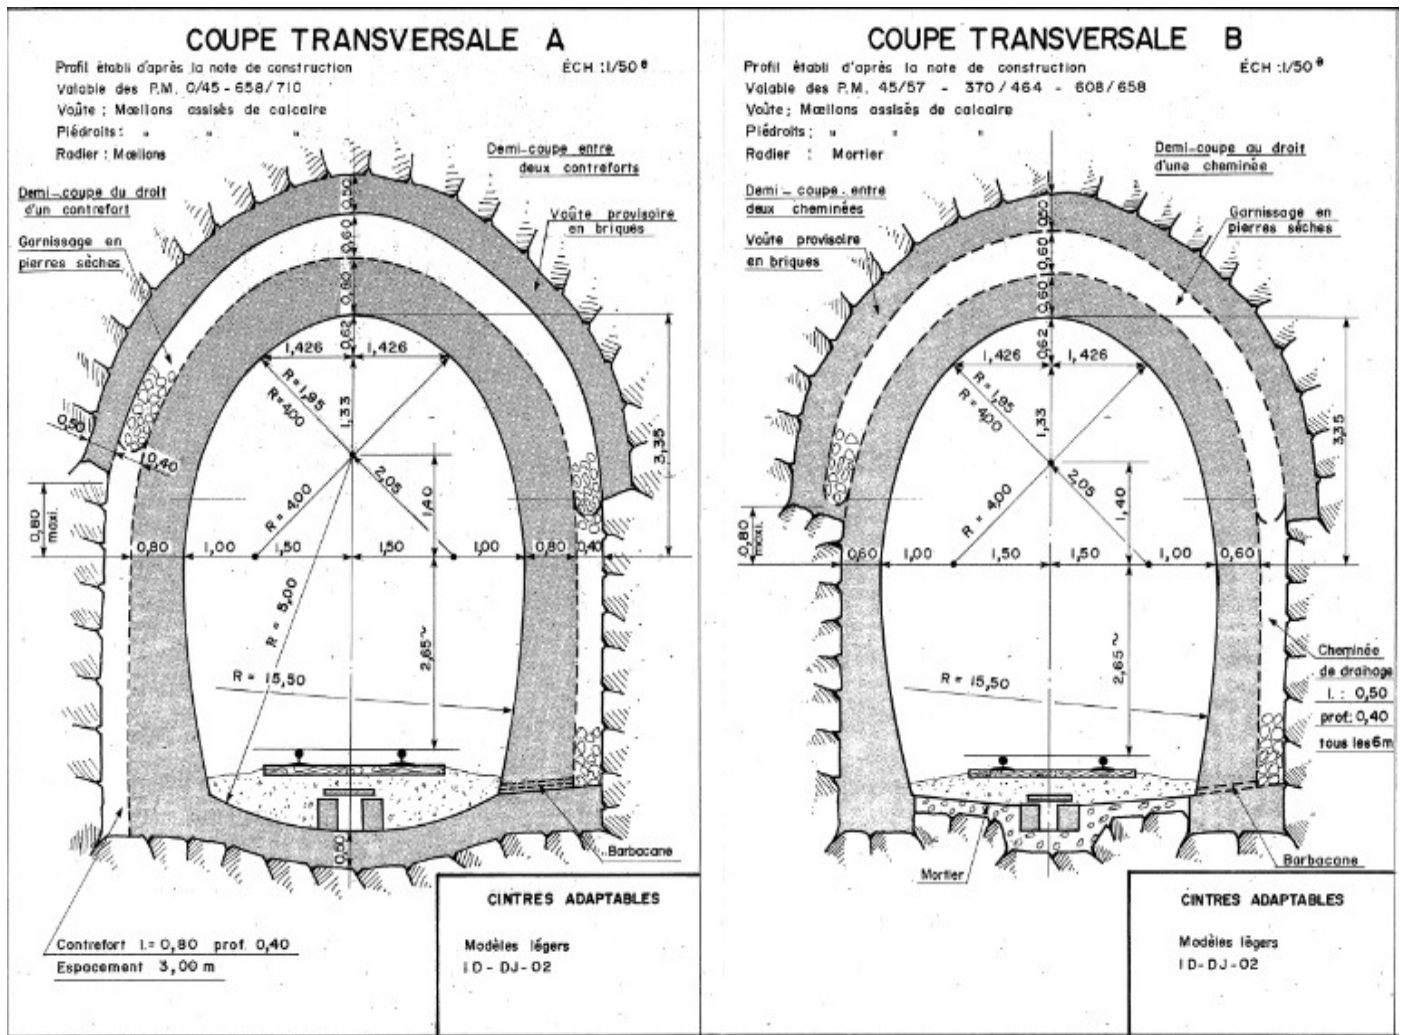 COUPE TRANSVERSALE A
Profil établi d'après la note de construction
ÉCH :1/50e
Valable des P.M. 0/45 - 658/710
Voûte : Mœllons assisés de calcaire
Piédroits : " " "
Radier : Mœllons
Demi-coupe entre
deux contreforts
Demi-coupe du droit
d'un contrefort
Voûte provisoire
en briques
Garnissage en
pierres sèches
0,50
0,60
0,80
0,62
1,426
1,426
R = 1,95
R = 4,00
1,33
3,35
0,50
0,40
2,05
1,40
R = 4,00
0,80
maxi.
0,80
1,00
1,50
1,50
1,00
0,80
0,40
R = 5,00
2,65~
R = 15,50
0,50
Barbacane
Contrefort l.= 0,80 prof. 0,40
Espacement 3,00 m
CINTRES ADAPTABLES
Modèles légers
ID-DJ-02
COUPE TRANSVERSALE B
Profil établi d'après la note de construction
ÉCH :1/50e
Valable des P.M. 45/57 - 370/464 - 608/658
Voûte ; Mœllons assisés de calcaire
Piédroits ; " " "
Radier : Mortier
Demi-coupe au droit
d'une cheminée
Demi-coupe entre
deux cheminées
Garnissage en
pierres sèches
Voûte provisoire
en briques
0,50
0,60
0,60
0,62
1,426
1,426
R = 1,95
R = 4,00
1,33
3,35
2,05
1,40
R = 4,00
0,80
maxi.
0,60
1,00
1,50
1,50
1,00
0,60
2,65~
R = 15,50
Cheminée
de drainage
l. : 0,50
prof: 0,40
tous les 6m
Mortier
Barbacane
CINTRES ADAPTABLES
Modèles légers
ID-DJ-02